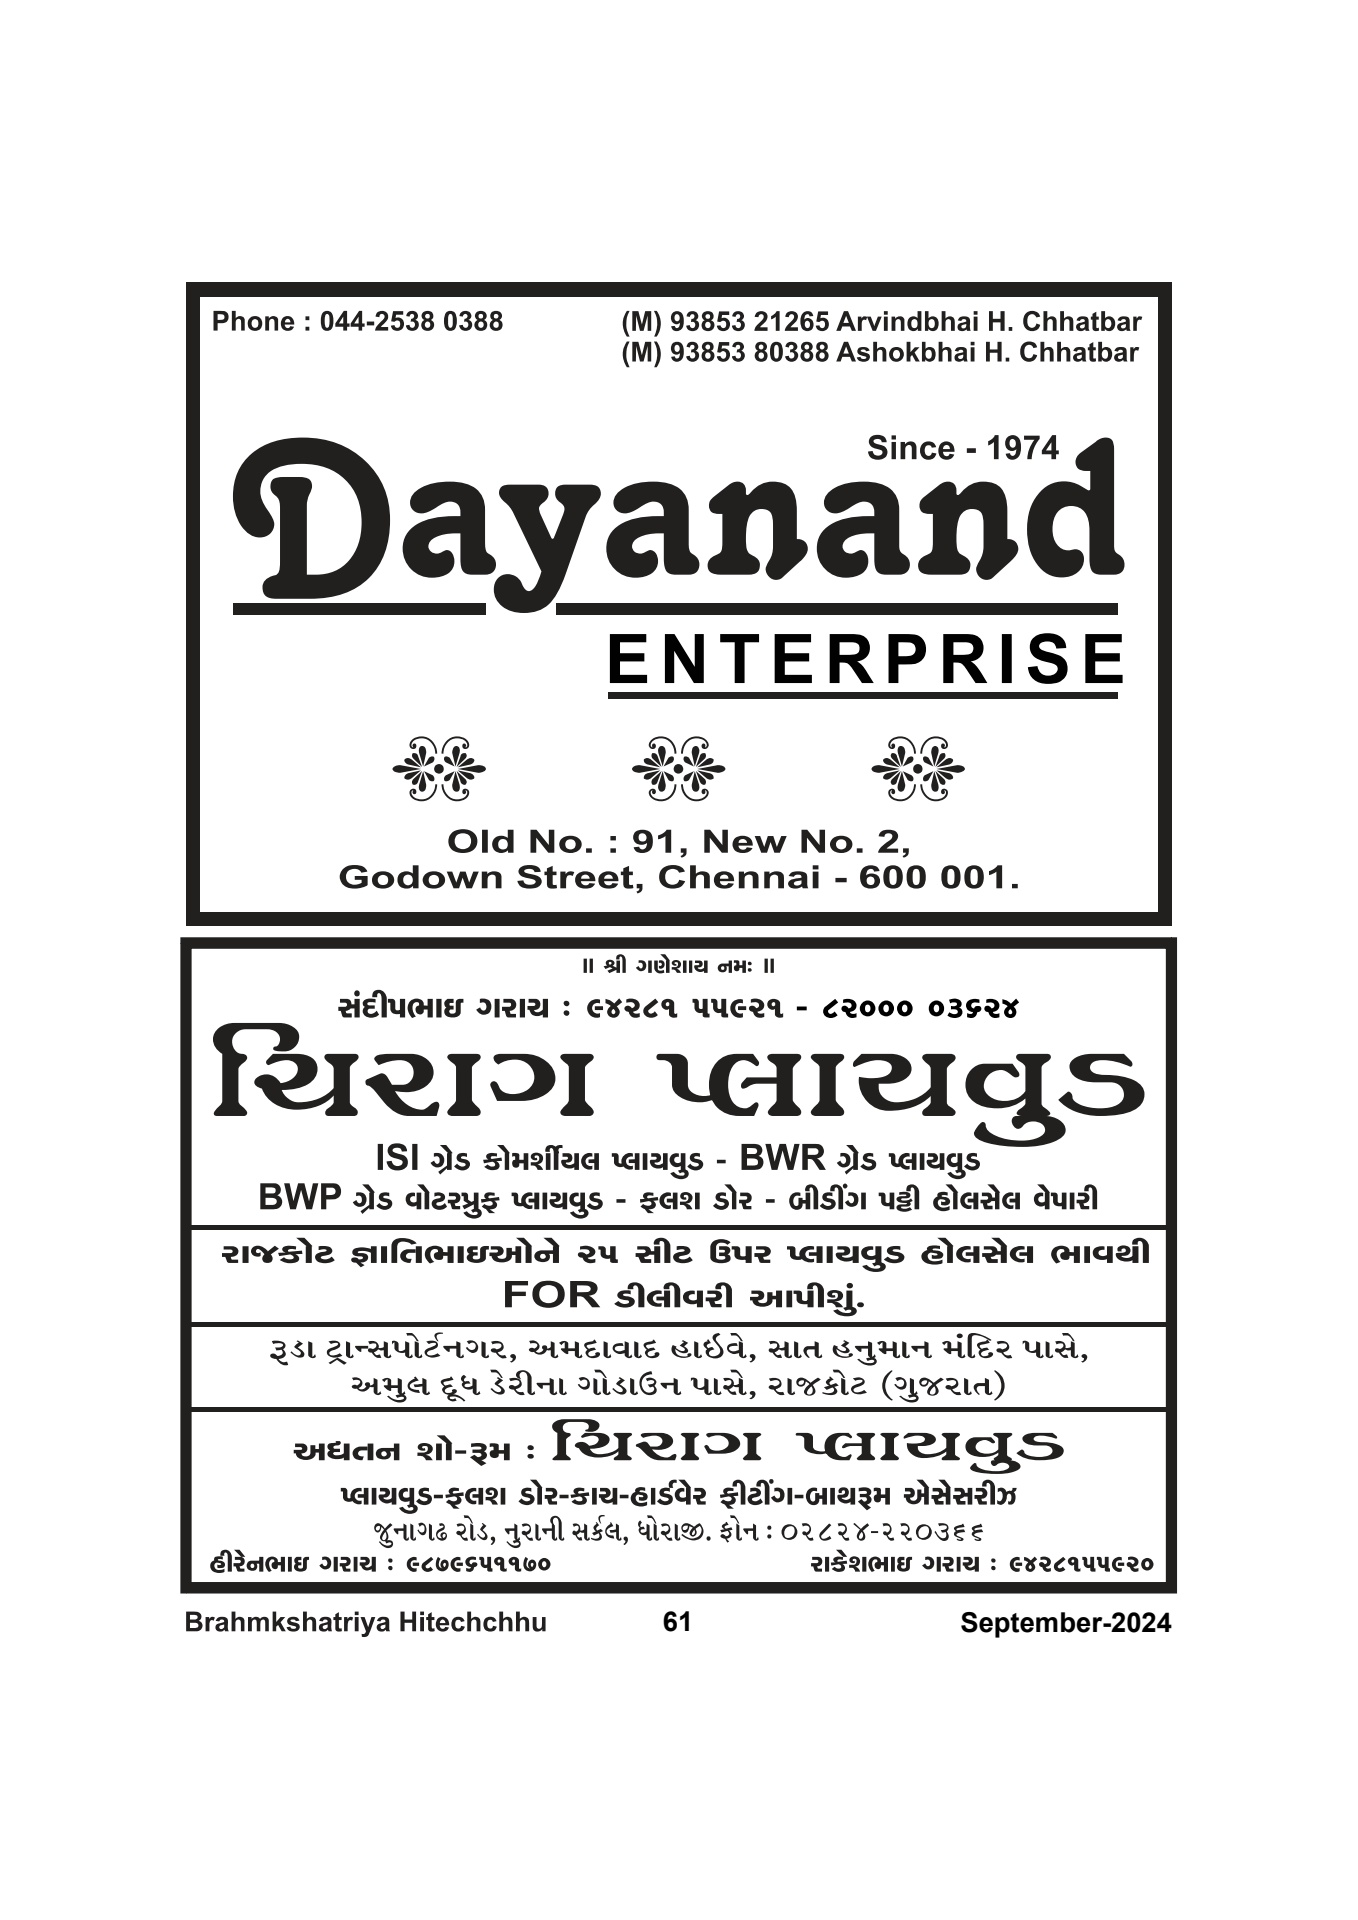 Phone : 044-2538 0388
(M) 93853 21265 Arvindbhai H. Chhatbar
(M) 93853 80388 Ashokbhai H. Chhatbar
Since - 1974
Dayanand
ENTERPRISE
Old No. : 91, New No. 2,
Godown Street, Chennai - 600 001.
॥ શ્રી ગણેશાય નમઃ ॥
સંદીપભાઇ ગરાચ : ૯૪૨૮૧ ૫૫૯૨૧ - ૮૨૦૦૦ ૦૩૬૨૪
ચિરાગ પ્લાયવુડ
ISI ગ્રેડ કોમર્શીયલ પ્લાયવુડ - BWR ગ્રેડ પ્લાયવુડ
BWP ગ્રેડ વોટરપ્રુફ પ્લાયવુડ - ફલશ ડોર - બીડીંગ પટ્ટી હોલસેલ વેપારી
રાજકોટ જ્ઞાતિભાઇઓને ૨૫ સીટ ઉપર પ્લાયવુડ હોલસેલ ભાવથી
FOR ડીલીવરી આપીશું.
રૂડા ટ્રાન્સપોર્ટનગર, અમદાવાદ હાઈવે, સાત હનુમાન મંદિર પાસે,
અમુલ દૂધ ડેરીના ગોડાઉન પાસે, રાજકોટ (ગુજરાત)
અદ્યતન શો-રૂમ : ચિરાગ પ્લાયવુડ
પ્લાયવુડ-ફલશ ડોર-કાચ-હાર્ડવેર ફીટીંગ-બાથરૂમ એસેસરીઝ
જુનાગઢ રોડ, નુરાની સર્કલ, ધોરાજી. ફોન : ૦૨૮૨૪-૨૨૦૩૬૬
હીરેનભાઇ ગરાચ : ૯૮૭૯૬૫૧૧૭૦
રાકેશભાઇ ગરાચ : ૯૪૨૮૧૫૫૯૨૦
Brahmkshatriya Hitechchhu
61
September-2024